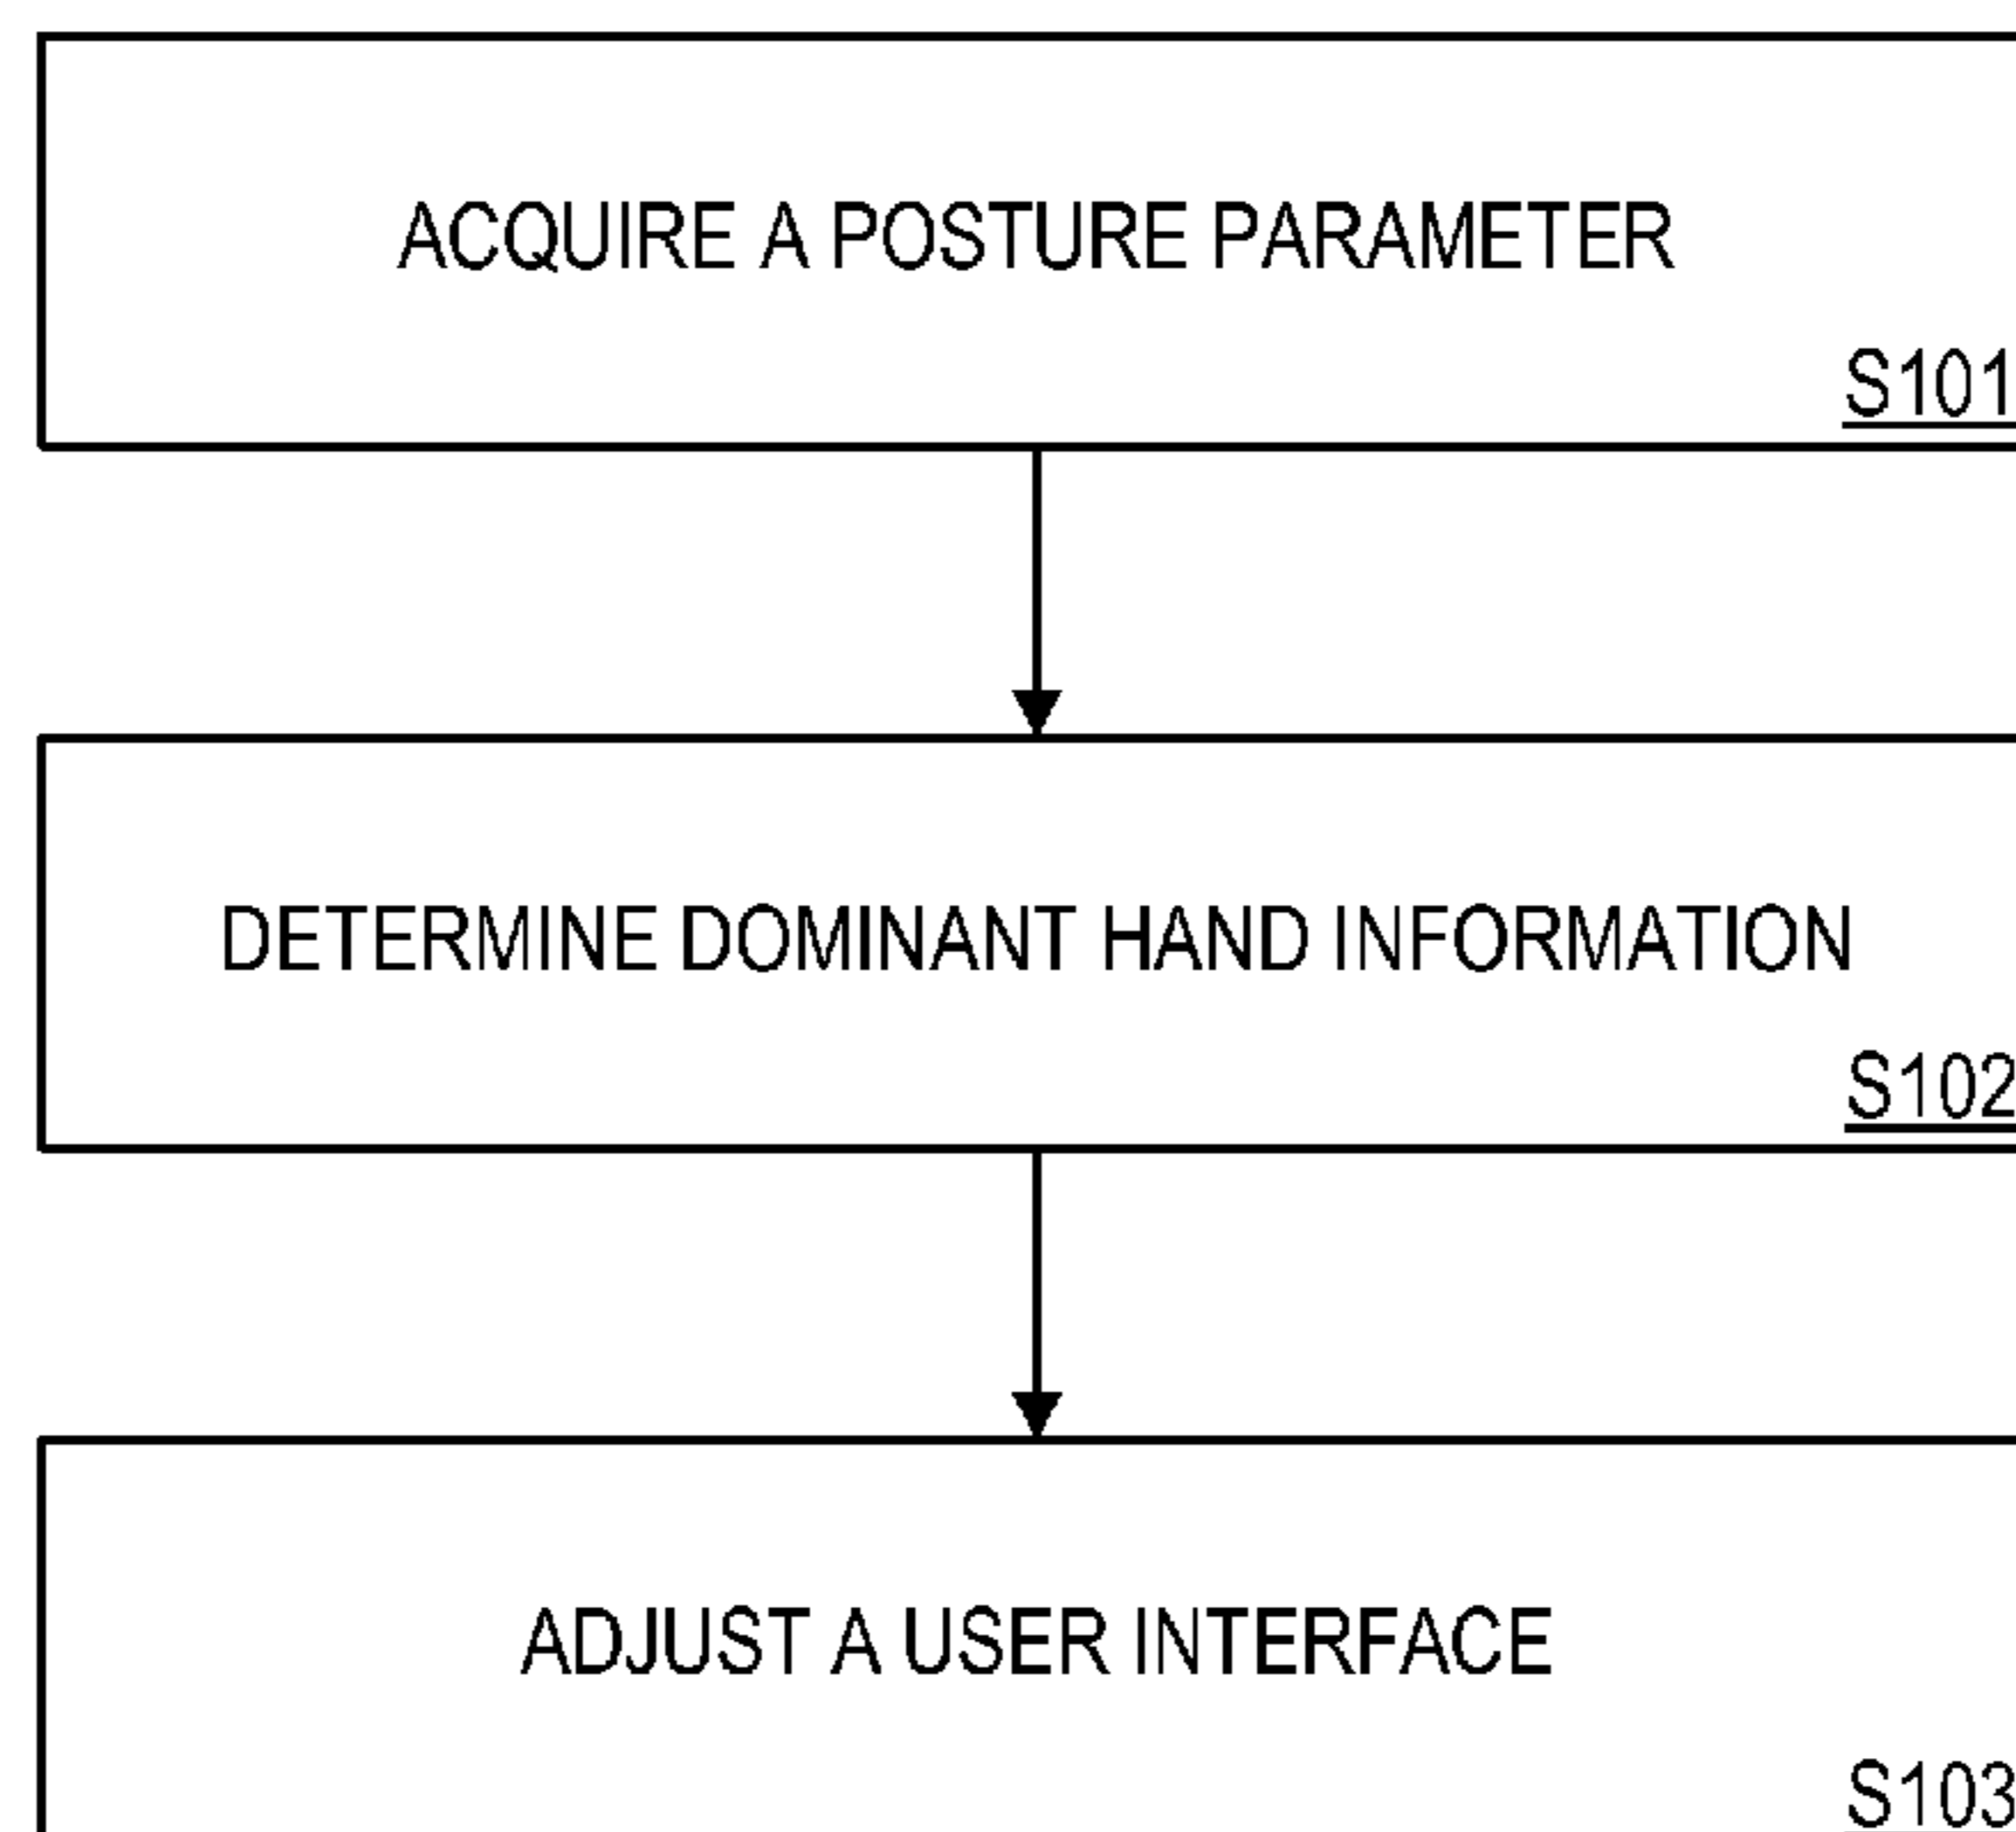 ACQUIRE A POSTURE PARAMETER
S101
DETERMINE DOMINANT HAND INFORMATION
S102
ADJUST A USER INTERFACE
S103